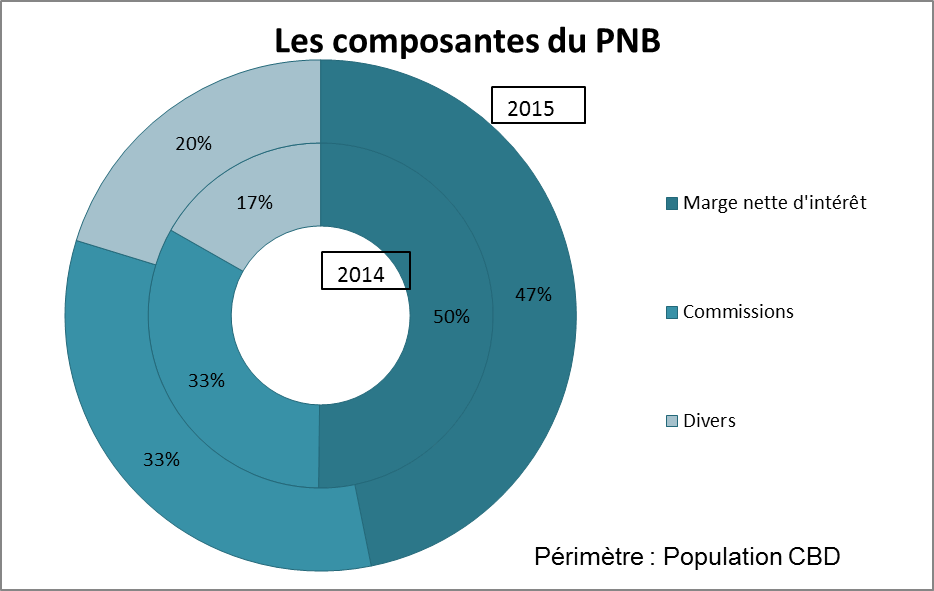 Les composantes du PNB
2015
20%
17%
2014
47%
50%
33%
33%
Marge nette d'intérêt
Commissions
Divers
Périmètre : Population CBD